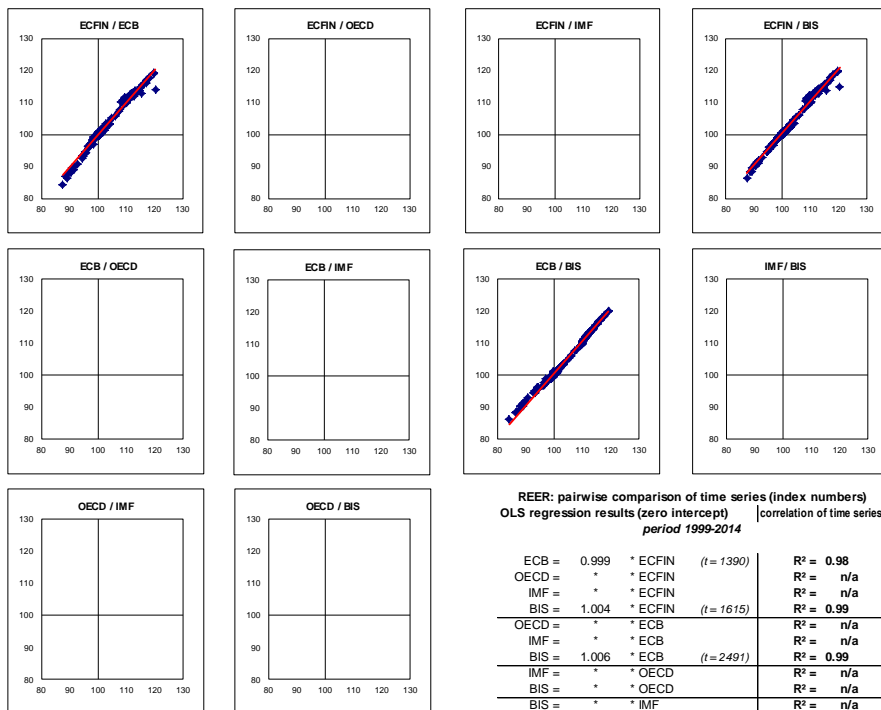 ECFIN / ECB
130
120
110
100
90
80
80 90 100 110 120 130
ECFIN / OECD
130
120
110
100
90
80
80 90 100 110 120 130
ECFIN / IMF
130
120
110
100
90
80
80 90 100 110 120 130
ECFIN / BIS
130
120
110
100
90
80
80 90 100 110 120 130
ECB / OECD
130
120
110
100
90
80
80 90 100 110 120 130
ECB / IMF
130
120
110
100
90
80
80 90 100 110 120 130
ECB / BIS
130
120
110
100
90
80
80 90 100 110 120 130
IMF/ BIS
130
120
110
100
90
80
80 90 100 110 120 130
OECD / IMF
130
120
110
100
90
80
80 90 100 110 120 130
OECD / BIS
130
120
110
100
90
80
80 90 100 110 120 130
REER: pairwise comparison of time series (index numbers)
OLS regression results (zero intercept) correlation of time series
period 1999-2014
ECB = 0.999 * ECFIN (t = 1390) R² = 0.98
OECD = * * ECFIN R² = n/a
IMF = * * ECFIN R² = n/a
BIS = 1.004 * ECFIN (t = 1615) R² = 0.99
OECD = * * ECB R² = n/a
IMF = * * ECB R² = n/a
BIS = 1.006 * ECB (t = 2491) R² = 0.99
IMF = * * OECD R² = n/a
BIS = * * OECD R² = n/a
BIS = * * IMF R² = n/a